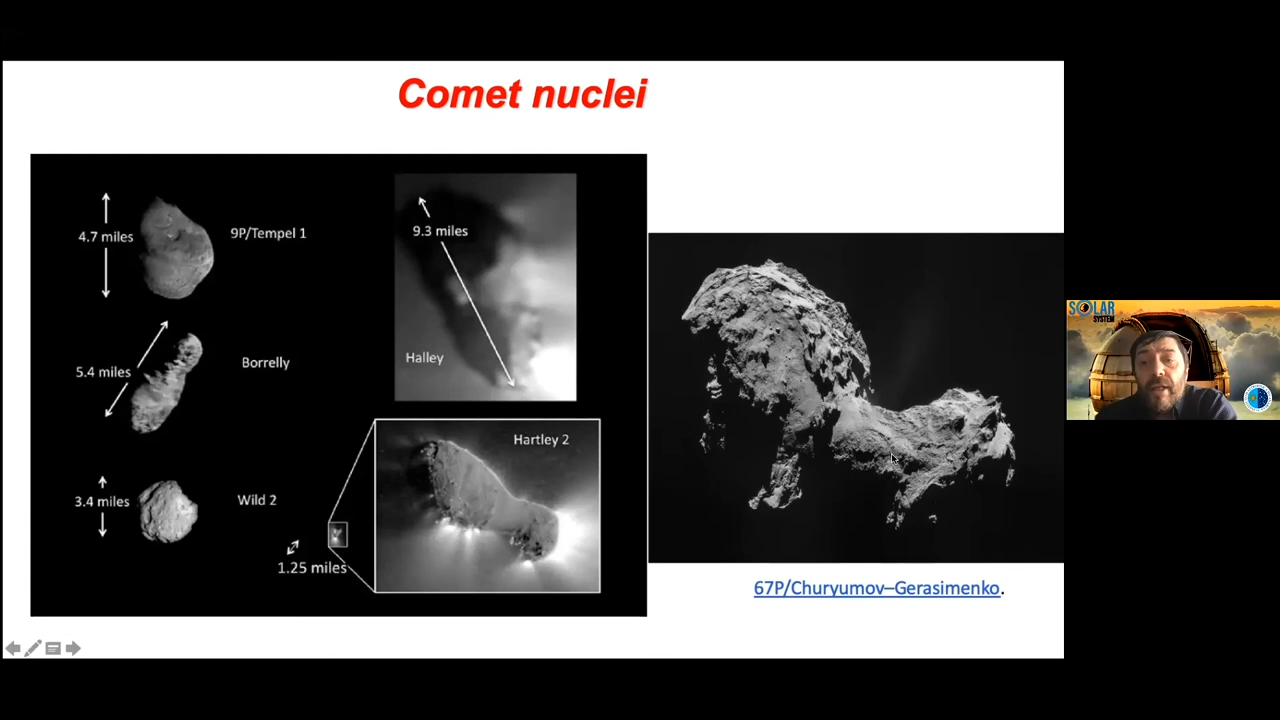 Comet nuclei
4.7 miles
9P/Tempel 1
5.4 miles
Borrelly
3.4 miles
Wild 2
1.25 miles
9.3 miles
Halley
Hartley 2
67P/Churyumov–Gerasimenko.
SOLAR
SYSTEM